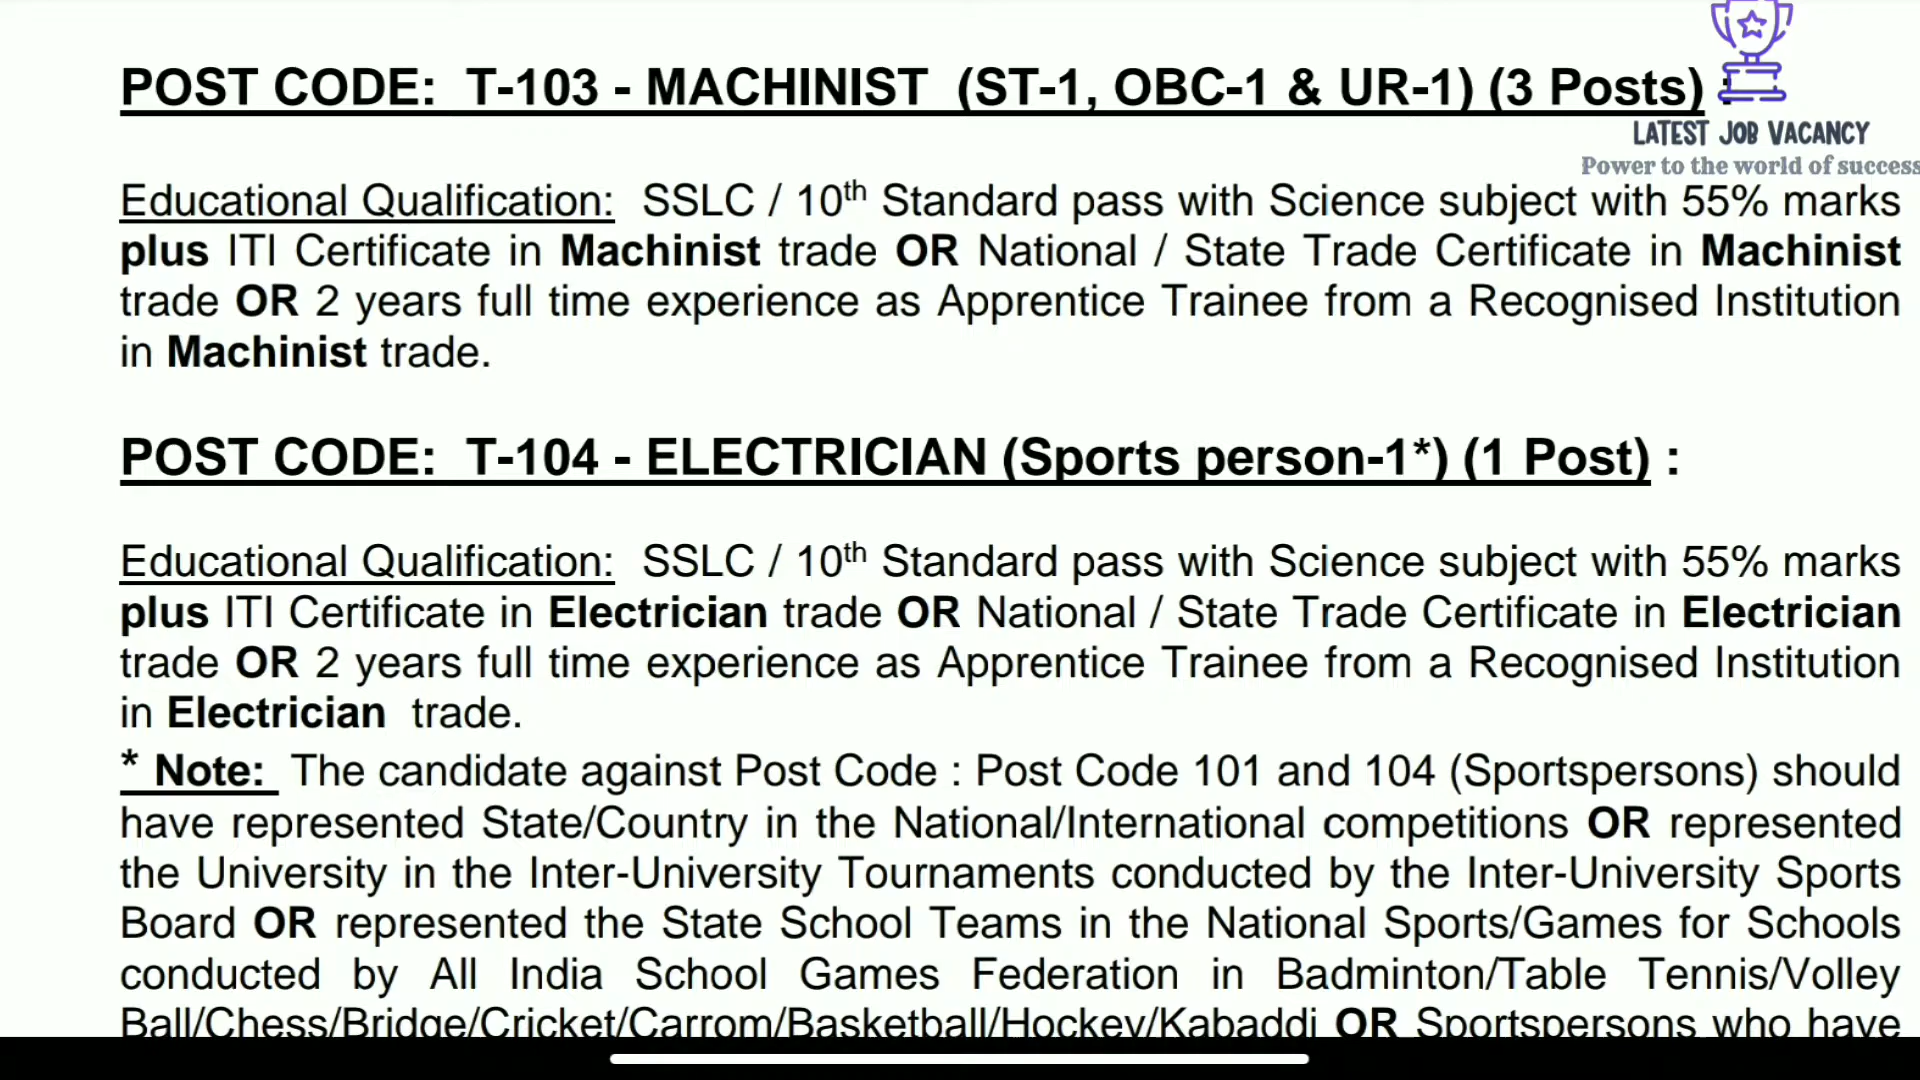 POST CODE: T-103 - MACHINIST (ST-1, OBC-1 & UR-1) (3 Posts) :
LATEST JOB VACANCY
Power to the world of success
Educational Qualification: SSLC / 10th Standard pass with Science subject with 55% marks
plus ITI Certificate in Machinist trade OR National / State Trade Certificate in Machinist
trade OR 2 years full time experience as Apprentice Trainee from a Recognised Institution
in Machinist trade.
POST CODE: T-104 - ELECTRICIAN (Sports person-1*) (1 Post) :
Educational Qualification: SSLC / 10th Standard pass with Science subject with 55% marks
plus ITI Certificate in Electrician trade OR National / State Trade Certificate in Electrician
trade OR 2 years full time experience as Apprentice Trainee from a Recognised Institution
in Electrician trade.
* Note: The candidate against Post Code : Post Code 101 and 104 (Sportspersons) should
have represented State/Country in the National/International competitions OR represented
the University in the Inter-University Tournaments conducted by the Inter-University Sports
Board OR represented the State School Teams in the National Sports/Games for Schools
conducted by All India School Games Federation in Badminton/Table Tennis/Volley
Ball/Chess/Bridge/Cricket/Carrom/Basketball/Hockey/Kabaddi OR Sportspersons who have